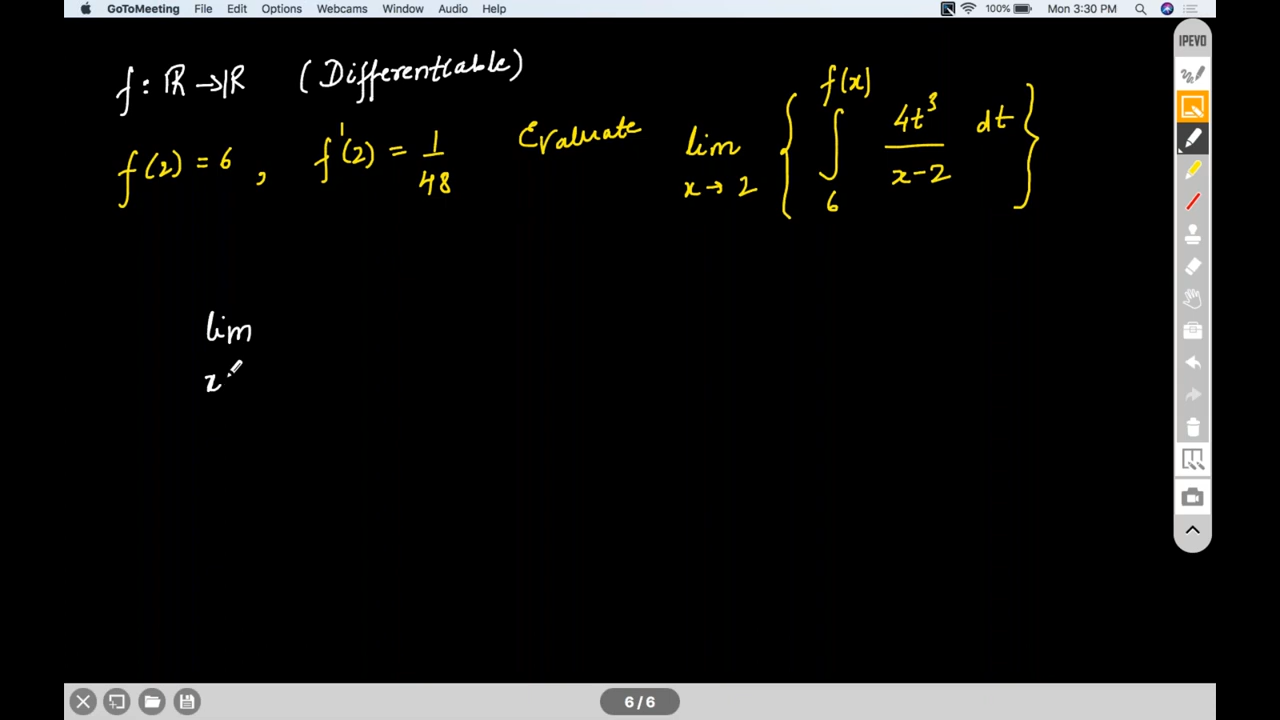 GoToMeeting File Edit Options Webcams Window Audio Help 100% Mon 3:30 PM
IPEVO
f : ℝ → ℝ (Differentiable)
f(2) = 6 , f'(2) = 1/48 Evaluate lim x→2 { ∫_6^{f(x)} 4t³/(x-2) dt }
lim
x
6 / 6